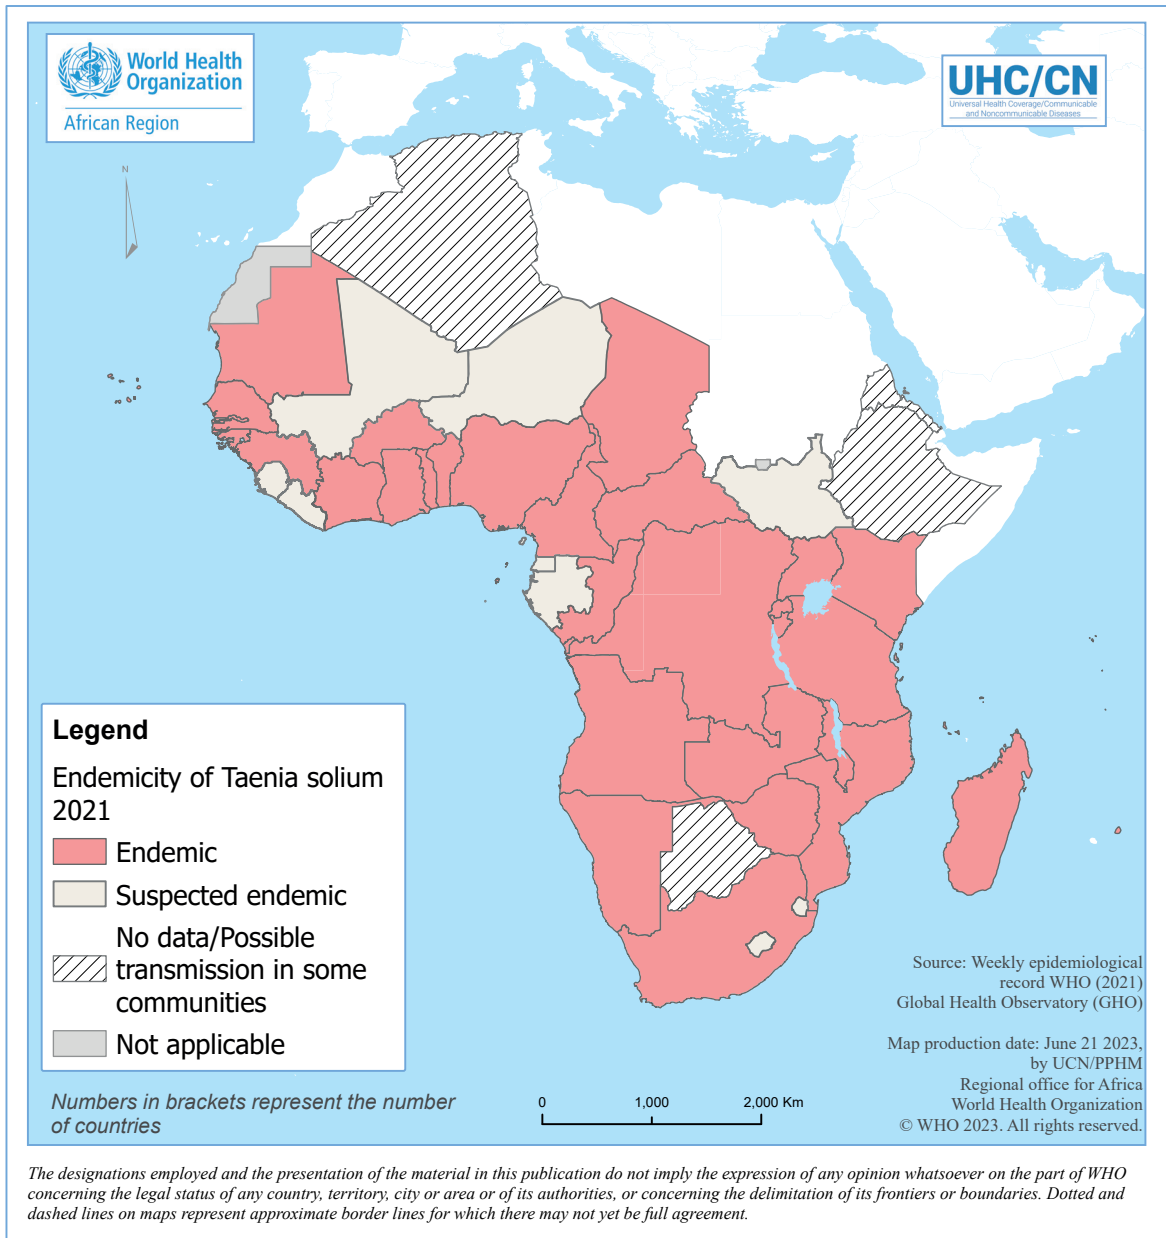 World Health
Organization
African Region
UHC/CN
Universal Health Coverage/Communicable
and Noncommunicable Diseases
N
Legend
Endemicity of Taenia solium
2021
Endemic
Suspected endemic
No data/Possible
transmission in some
communities
Not applicable
Numbers in brackets represent the number
of countries
0 1,000 2,000 Km
Source: Weekly epidemiological
record WHO (2021)
Global Health Observatory (GHO)
Map production date: June 21 2023,
by UCN/PPHM
Regional office for Africa
World Health Organization
© WHO 2023. All rights reserved.
The designations employed and the presentation of the material in this publication do not imply the expression of any opinion whatsoever on the part of WHO
concerning the legal status of any country, territory, city or area or of its authorities, or concerning the delimitation of its frontiers or boundaries. Dotted and
dashed lines on maps represent approximate border lines for which there may not yet be full agreement.